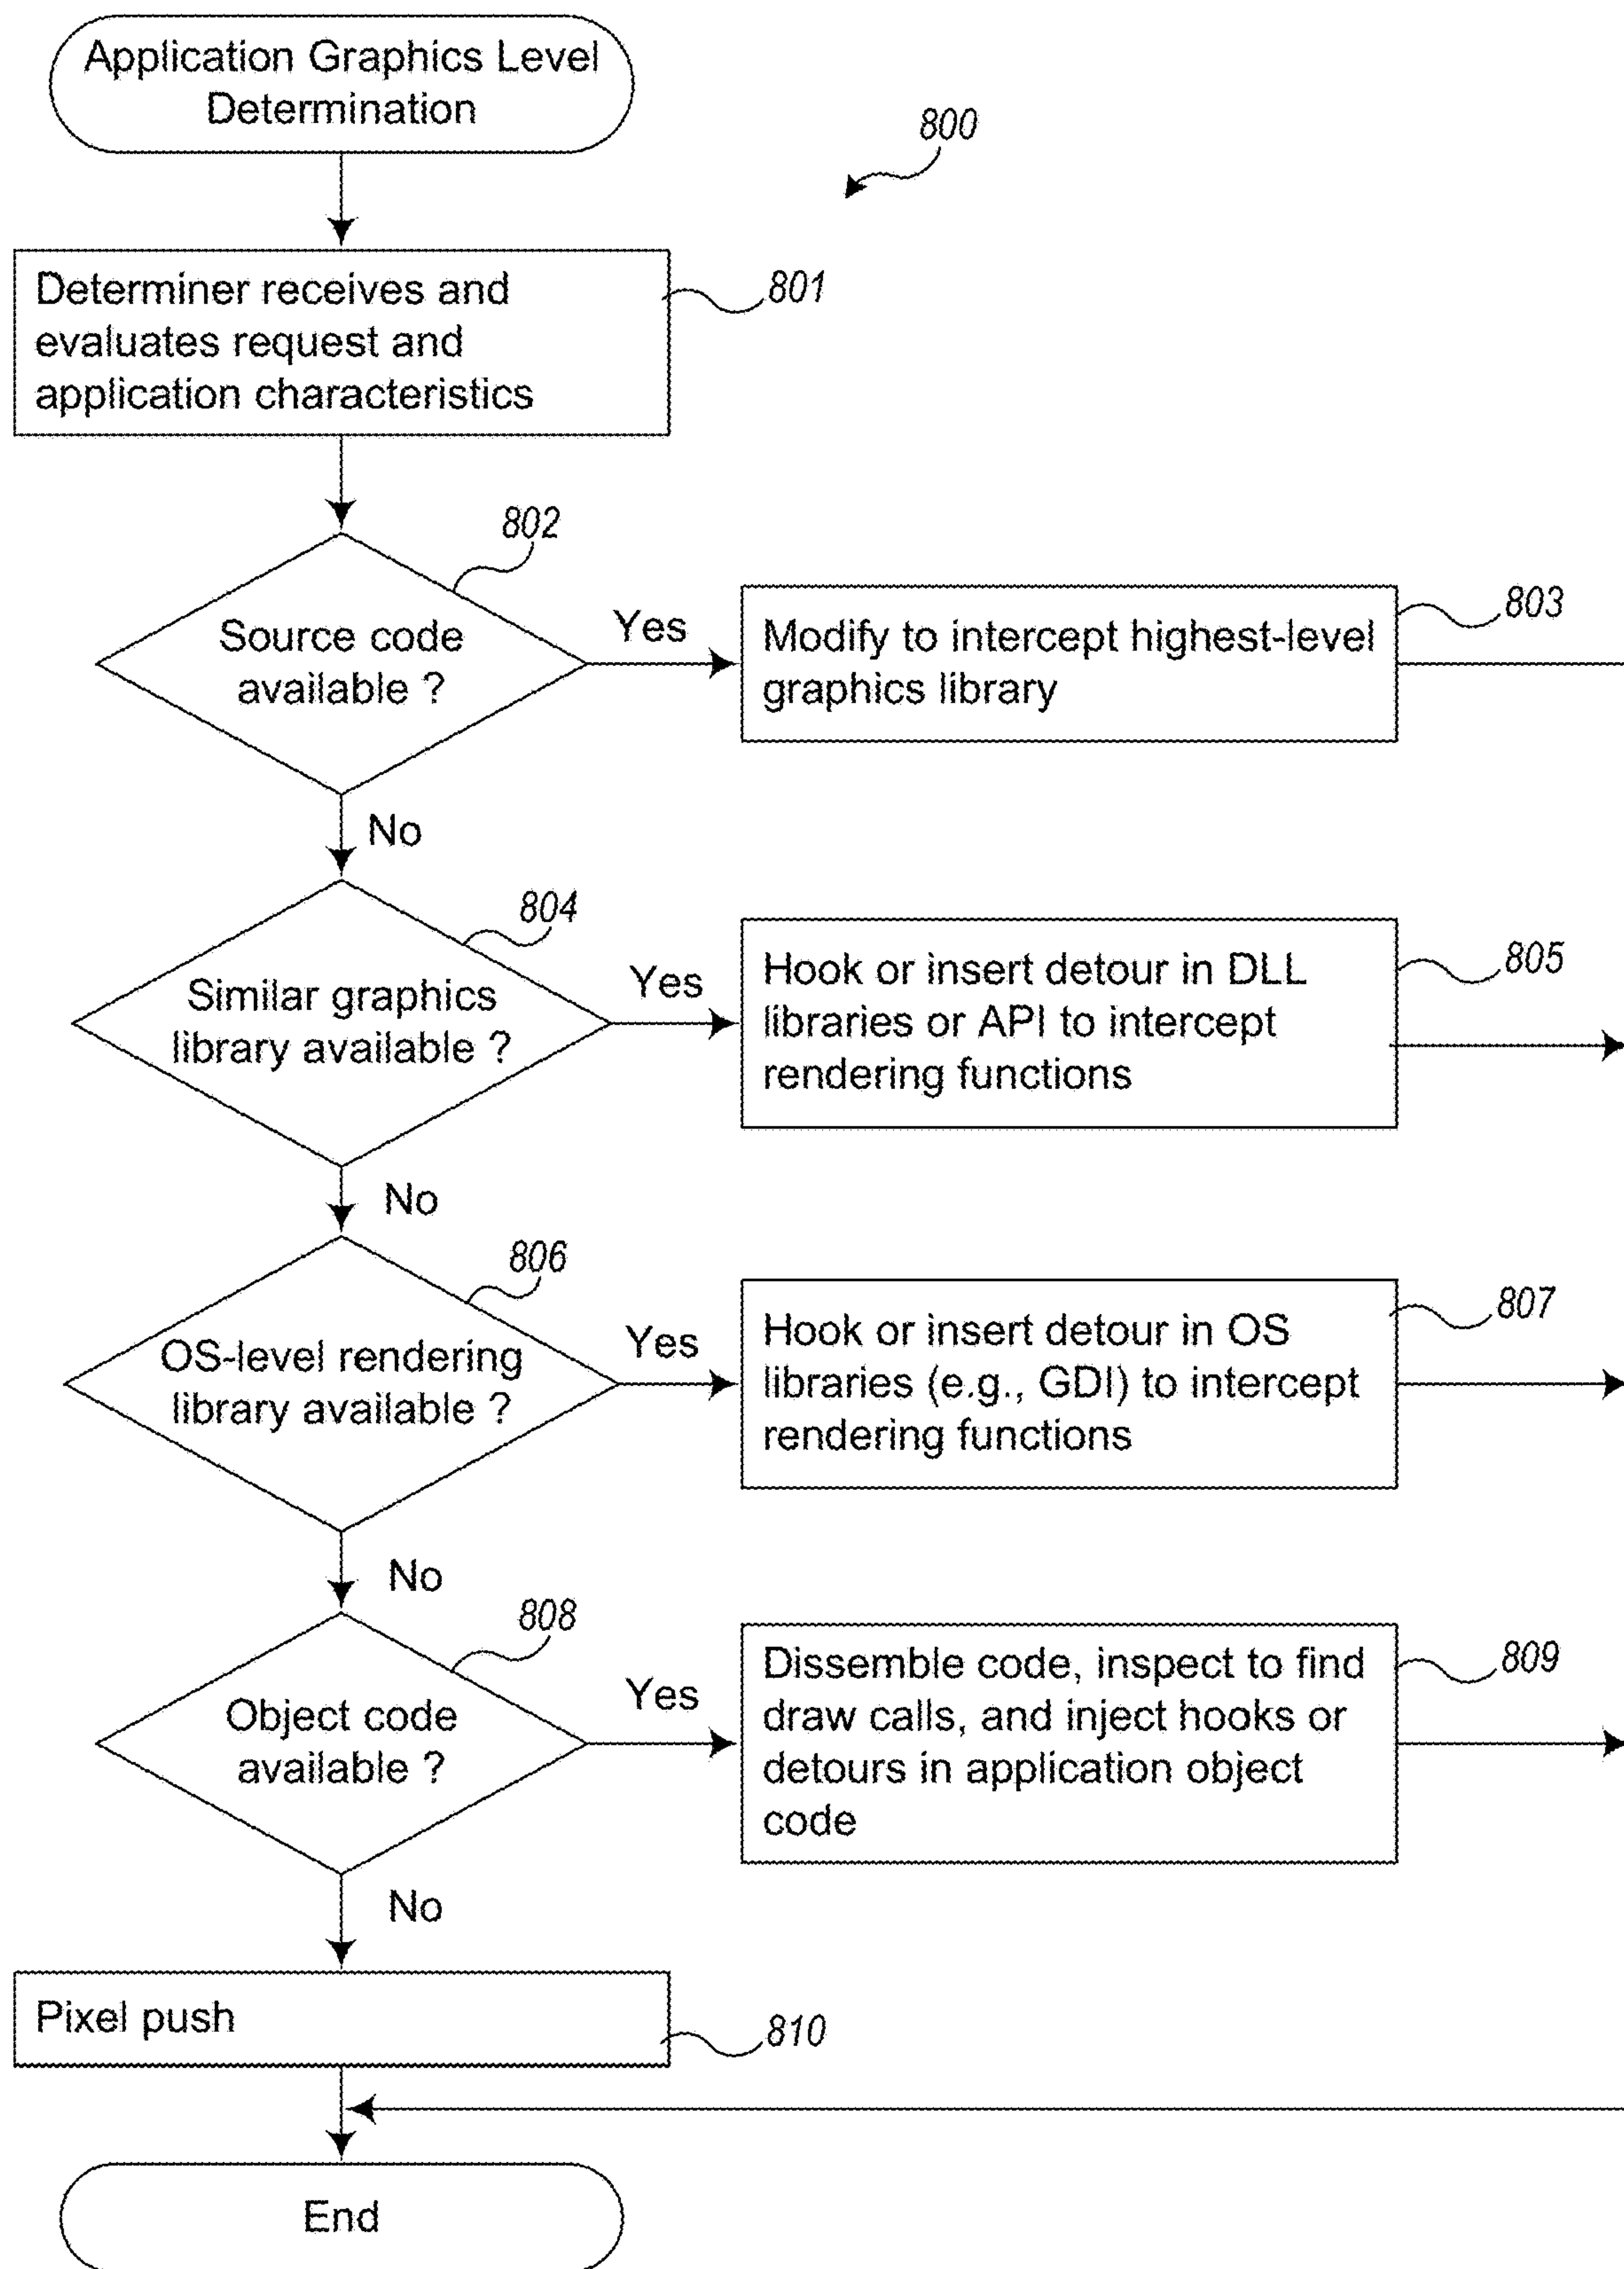 Application Graphics Level
Determination
800
Determiner receives and
evaluates request and
application characteristics
801
802
Source code
available ?
Yes
Modify to intercept highest-level
graphics library
803
No
804
Similar graphics
library available ?
Yes
Hook or insert detour in DLL
libraries or API to intercept
rendering functions
805
No
806
OS-level rendering
library available ?
Yes
Hook or insert detour in OS
libraries (e.g., GDI) to intercept
rendering functions
807
No
808
Object code
available ?
Yes
Dissemble code, inspect to find
draw calls, and inject hooks or
detours in application object
code
809
No
Pixel push
810
End